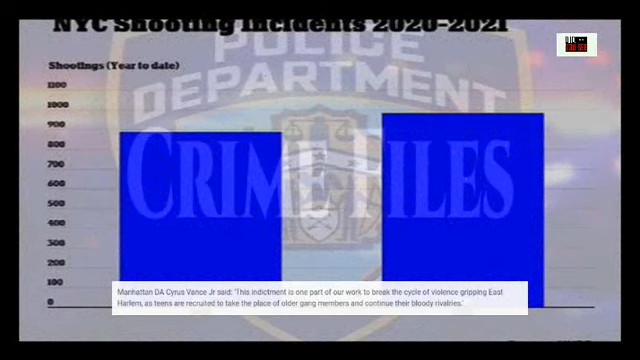 NYC Shooting Incidents 2020-2021
Shootings (Year to date)
POLICE
DEPARTMENT
1100
1000
900
800
CRIME FILES
700
600
500
400
300
200
100
Manhattan DA Cyrus Vance Jr said: 'This indictment is one part of our work to break the cycle of violence gripping East
Harlem, as teens are recruited to take the place of older gang members and continue their bloody rivalries.'
0